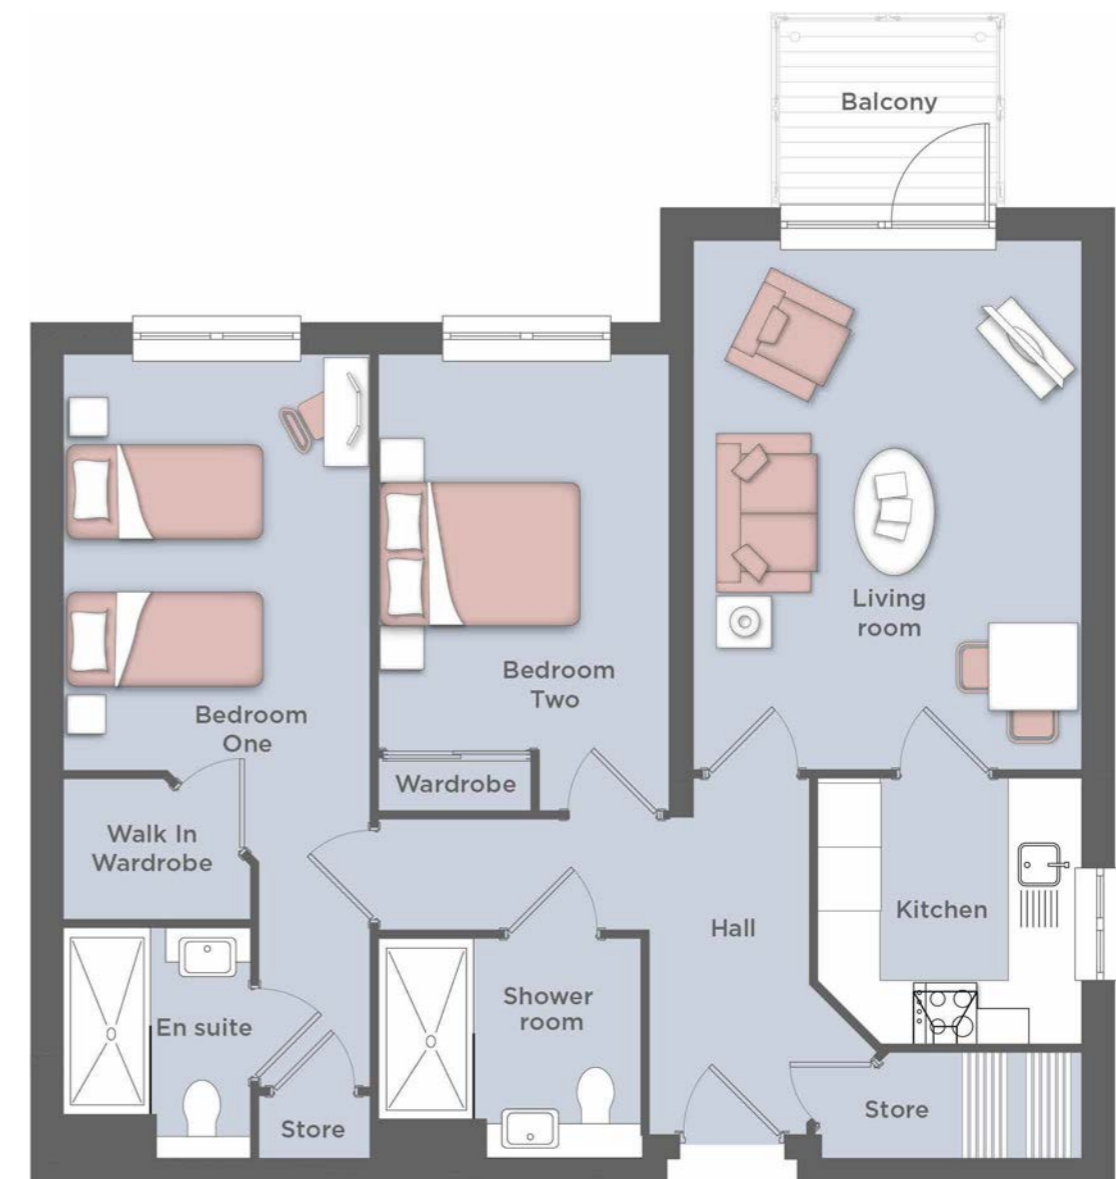 Balcony
Living
room
Bedroom
Two
Bedroom
One
Wardrobe
Walk In
Wardrobe
Kitchen
Hall
Shower
room
En suite
Store
Store